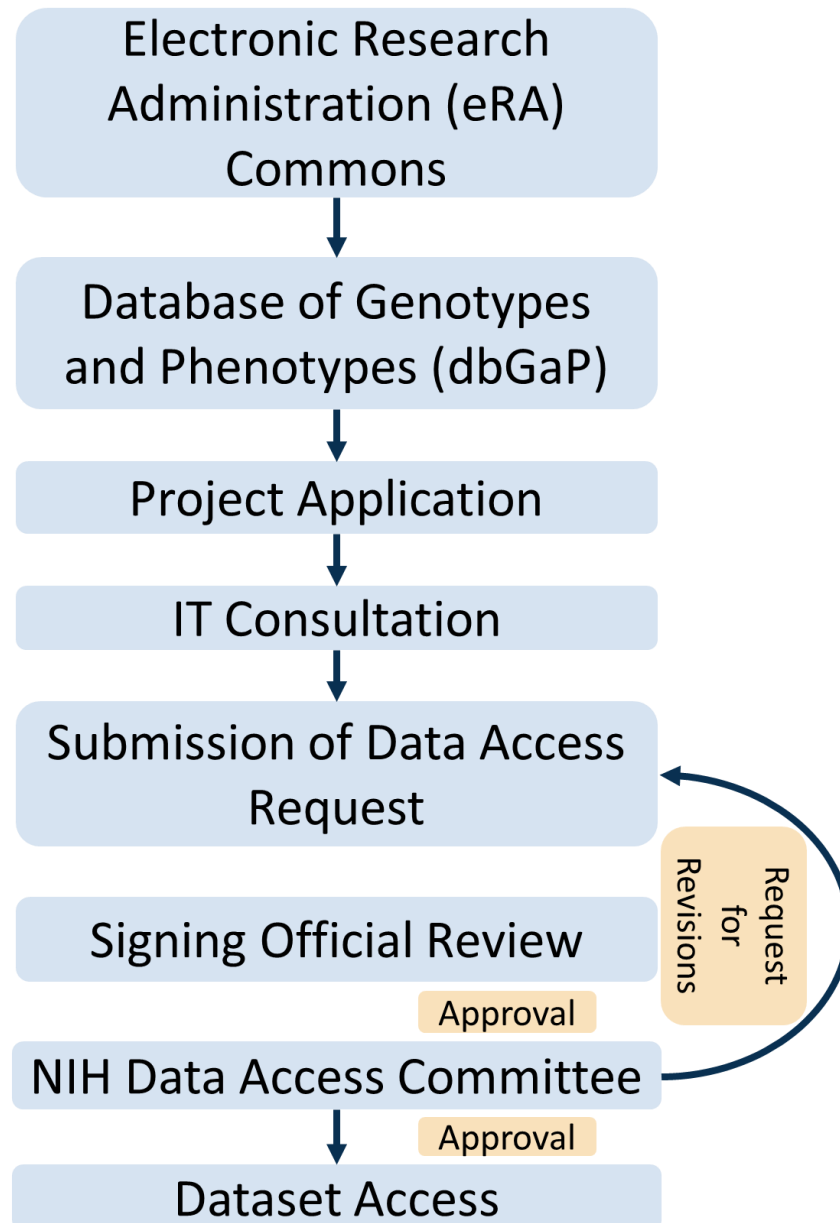 Electronic Research
Administration (eRA)
Commons
Database of Genotypes
and Phenotypes (dbGaP)
Project Application
IT Consultation
Submission of Data Access
Request
Request
for
Revisions
Signing Official Review
Approval
NIH Data Access Committee
Approval
Dataset Access